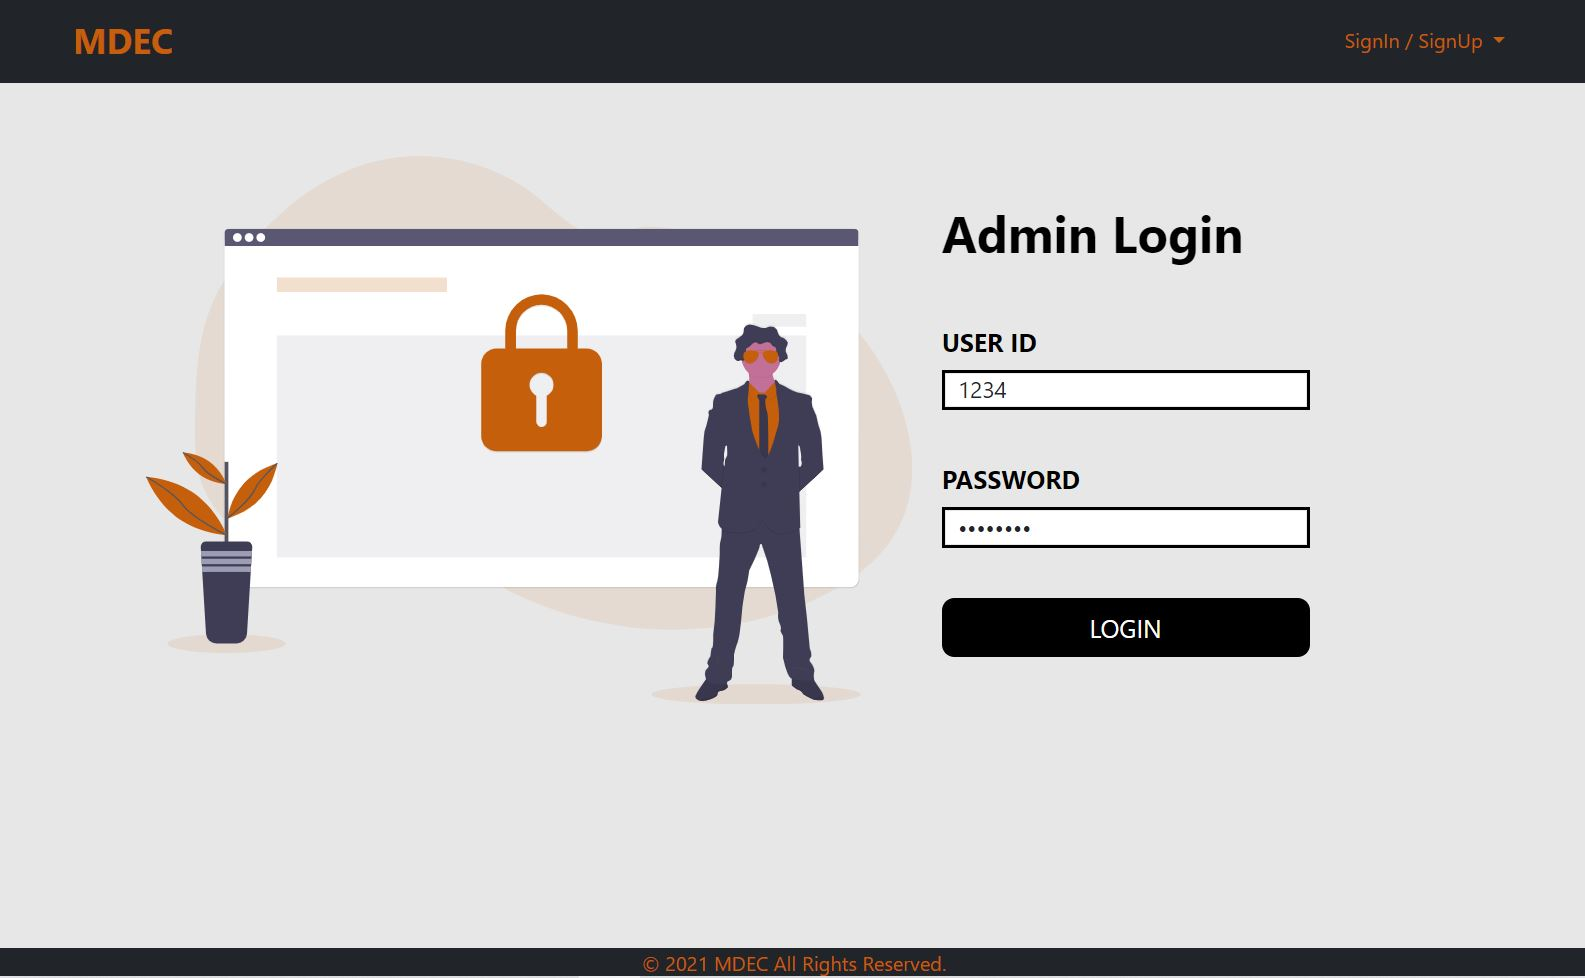 MDEC
SignIn / SignUp
Admin Login
USER ID
1234
PASSWORD
••••••••
LOGIN
© 2021 MDEC All Rights Reserved.